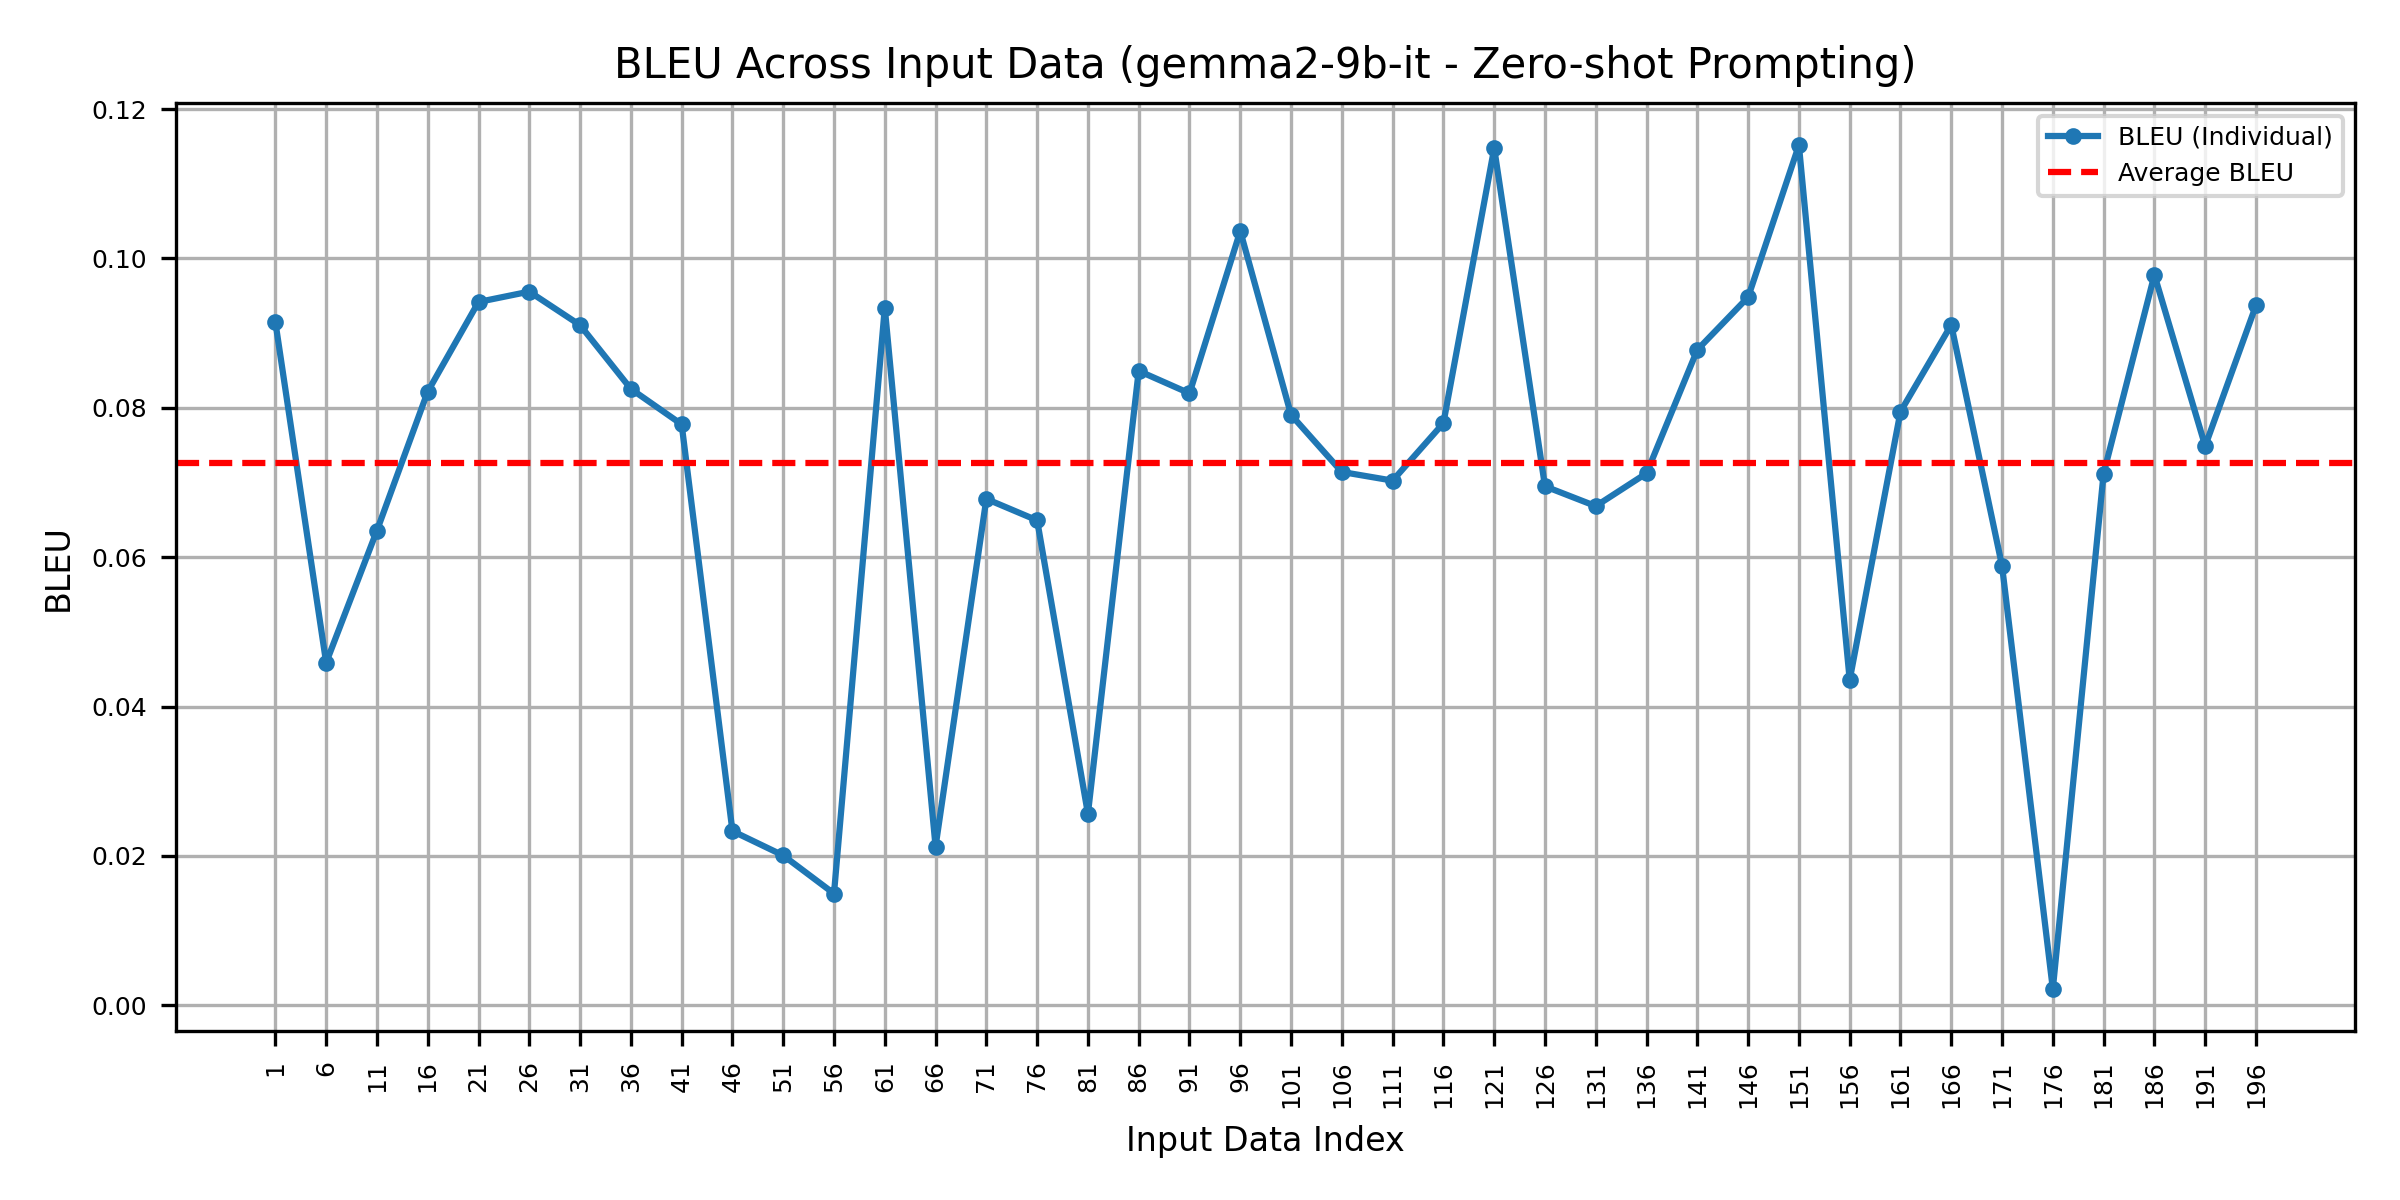 BLEU Across Input Data (gemma2-9b-it - Zero-shot Prompting)
BLEU (Individual)
Average BLEU
BLEU
0.12
0.10
0.08
0.06
0.04
0.02
0.00
1 6 11 16 21 26 31 36 41 46 51 56 61 66 71 76 81 86 91 96 101 106 111 116 121 126 131 136 141 146 151 156 161 166 171 176 181 186 191 196
Input Data Index